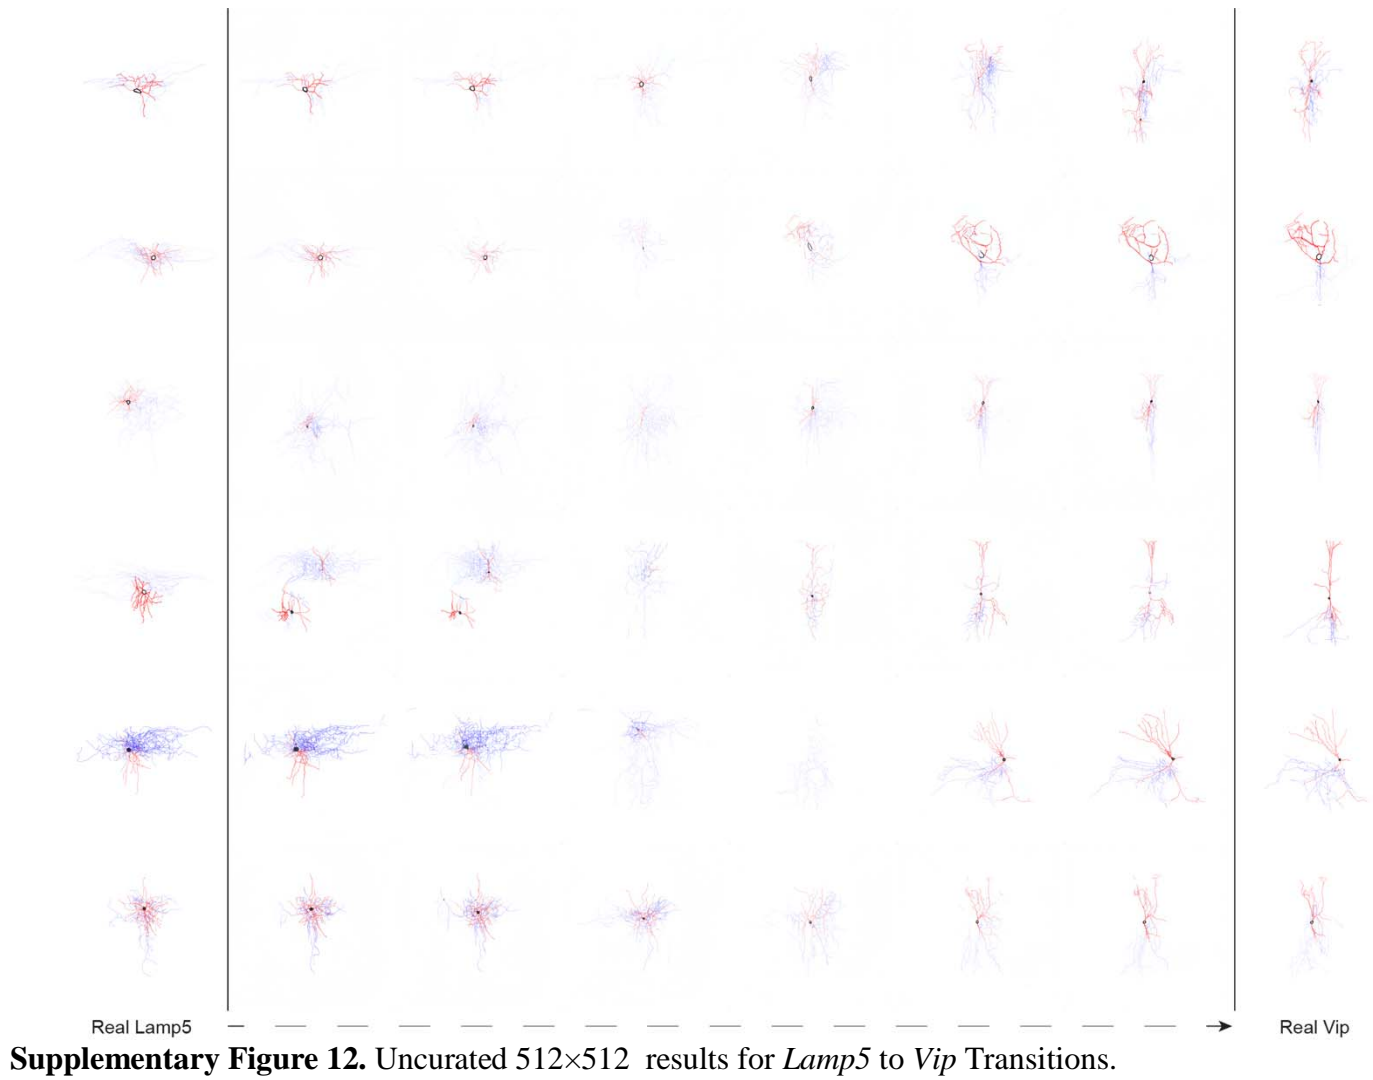 Real Lamp5
Real Vip
Supplementary Figure 12. Uncurated 512×512 results for Lamp5 to Vip Transitions.